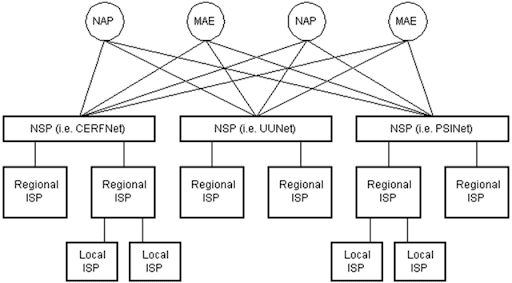 NAP MAE NAP MAE
NSP (i.e. CERFNet) NSP (i.e. UUNet) NSP (i.e. PSINet)
Regional Regional Regional Regional Regional Regional
ISP ISP ISP ISP ISP ISP
Local Local Local Local
ISP ISP ISP ISP